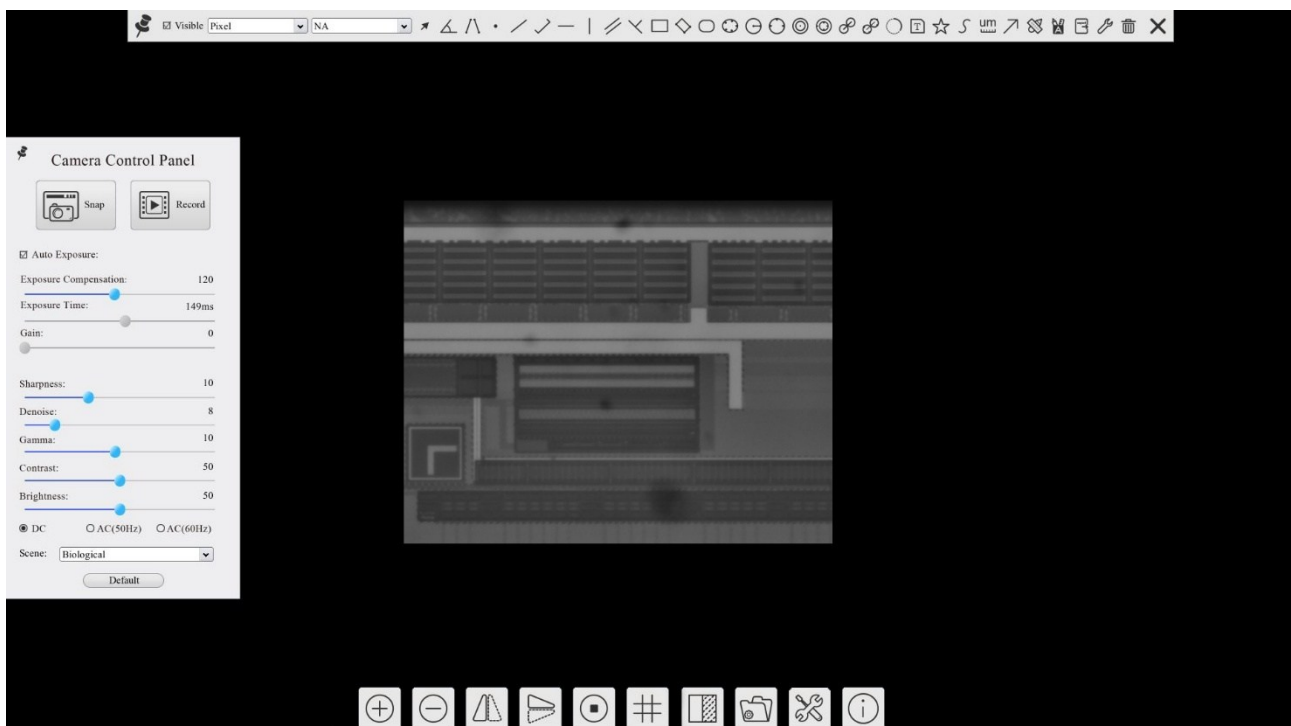 Visible Pixel NA T um A
Camera Control Panel
Snap Record
Auto Exposure:
Exposure Compensation: 120
Exposure Time: 149ms
Gain: 0
Sharpness: 10
Denoise: 8
Gamma: 10
Contrast: 50
Brightness: 50
DC AC(50Hz) AC(60Hz)
Scene: Biological
Default